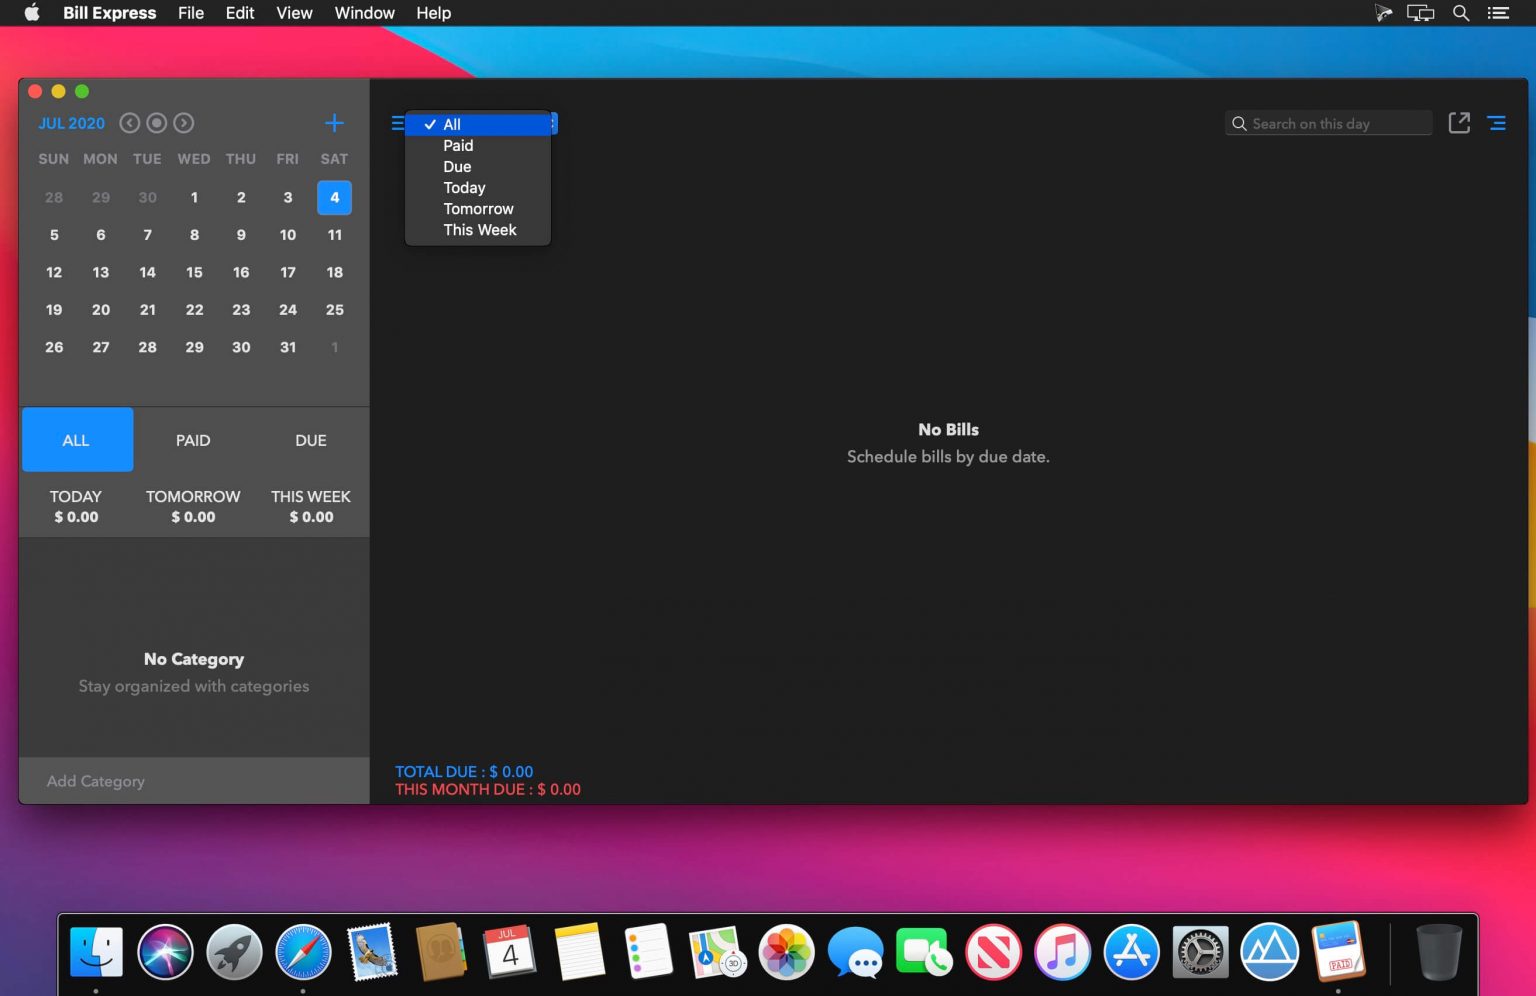 Bill Express File Edit View Window Help
JUL 2020
SUN MON TUE WED THU FRI SAT
28 29 30 1 2 3 4
5 6 7 8 9 10 11
12 13 14 15 16 17 18
19 20 21 22 23 24 25
26 27 28 29 30 31 1
ALL PAID DUE
TODAY TOMORROW THIS WEEK
$ 0.00 $ 0.00 $ 0.00
No Category
Stay organized with categories
Add Category
✓ All
Paid
Due
Today
Tomorrow
This Week
Search on this day
No Bills
Schedule bills by due date.
TOTAL DUE : $ 0.00
THIS MONTH DUE : $ 0.00
JUL
4
3D
PAID